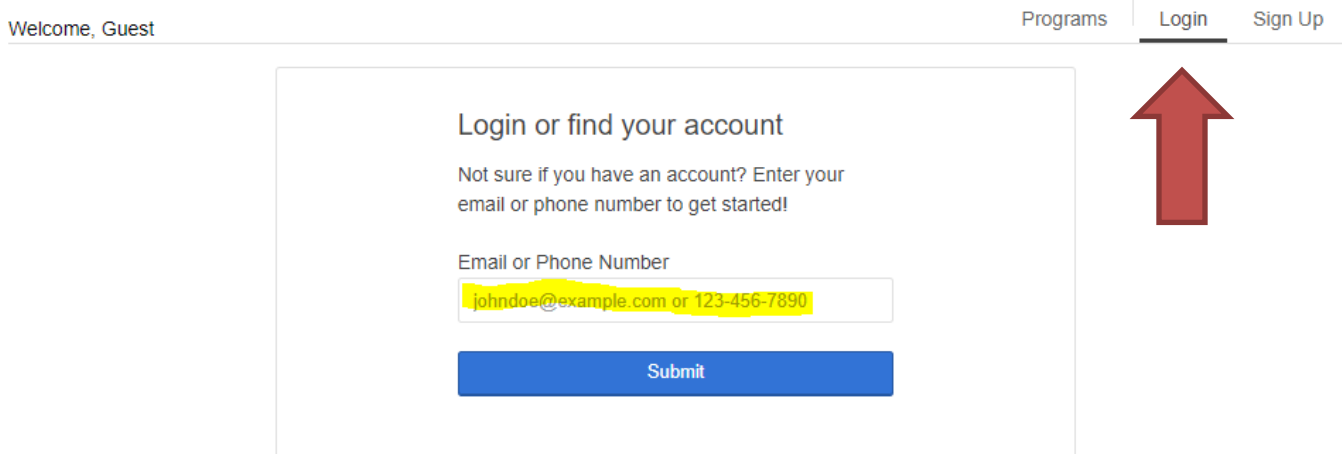 Welcome, Guest
Programs
Login
Sign Up
Login or find your account
Not sure if you have an account? Enter your
email or phone number to get started!
Email or Phone Number
johndoe@example.com or 123-456-7890
Submit